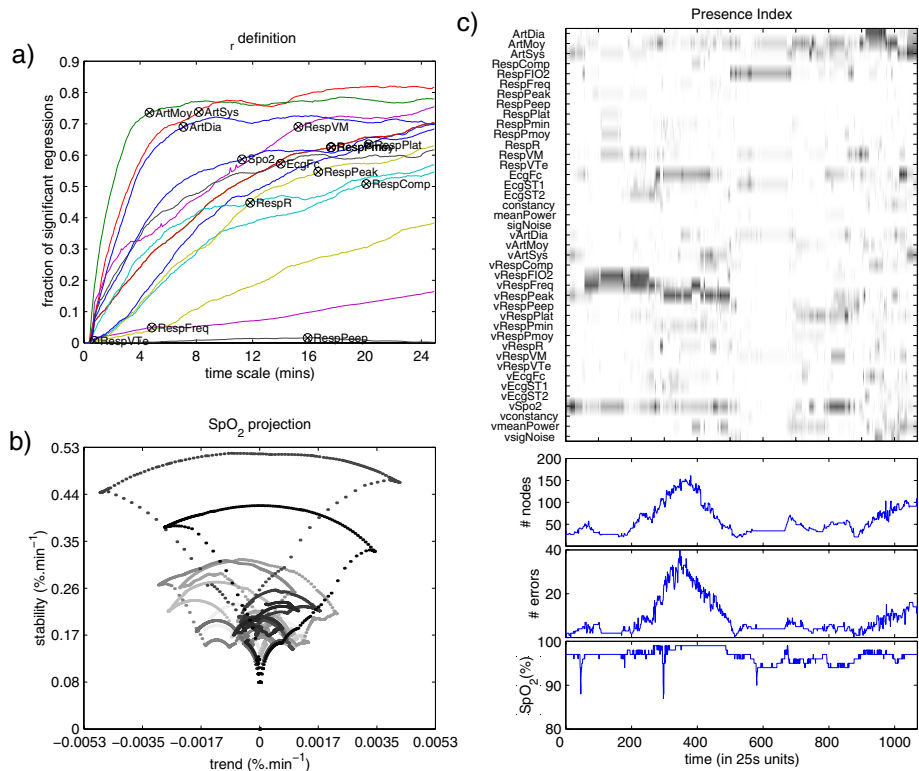 a)
r definition
fraction of significant regressions
0.9
0.8
0.7
0.6
0.5
0.4
0.3
0.2
0.1
0
ArtMoy
ArtSys
ArtDia
RespVM
RespPmoy
RespPlat
Spo2
EcgFc
RespPeak
RespComp
RespR
RespFreq
RespVTe
RespPeep
0 4 8 12 16 20 24
time scale (mins)
b)
SpO2 projection
stability (%.min−1)
0.53
0.44
0.35
0.26
0.17
0.08
0
−0.0053 −0.0035 −0.0017 0 0.0017 0.0035 0.0053
trend (%.min−1)
c)
Presence Index
ArtDia
ArtMoy
ArtSys
RespComp
RespFIO2
RespFreq
RespPeak
RespPeep
RespPlat
RespPmin
RespPmoy
RespR
RespVM
RespVTe
EcgFc
EcgST1
EcgST2
constancy
meanPower
sigNoise
vArtDia
vArtMoy
vArtSys
vRespComp
vRespFIO2
vRespFreq
vRespPeak
vRespPeep
vRespPlat
vRespPmin
vRespPmoy
vRespR
vRespVM
vRespVTe
vEcgFc
vEcgST1
vEcgST2
vSpo2
vconstancy
vmeanPower
vsigNoise
# nodes
200
150
100
50
# errors
40
20
SpO2(%)
100
90
80
0 200 400 600 800 1000
time (in 25s units)